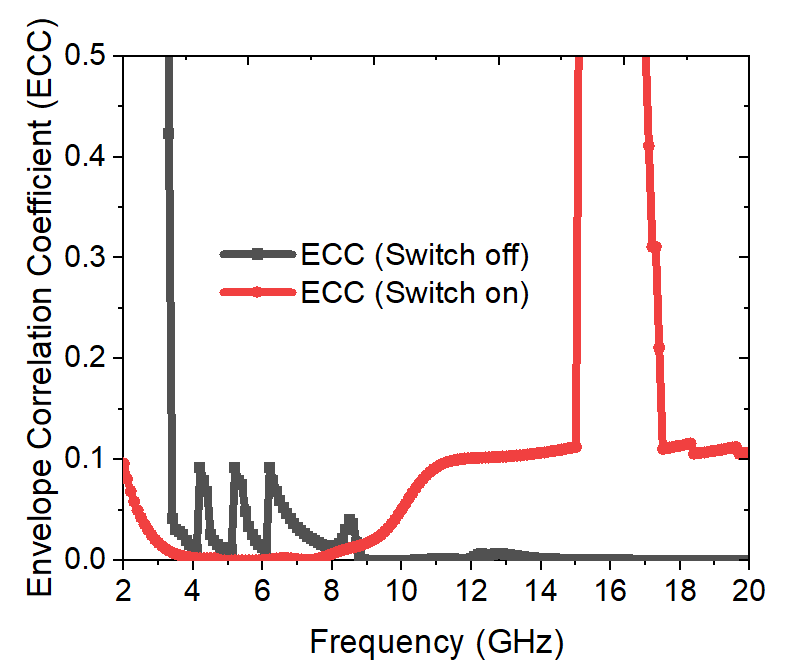 Envelope Correlation Coefficient (ECC)
0.5
0.4
0.3
0.2
0.1
0.0
ECC (Switch off)
ECC (Switch on)
2 4 6 8 10 12 14 16 18 20
Frequency (GHz)